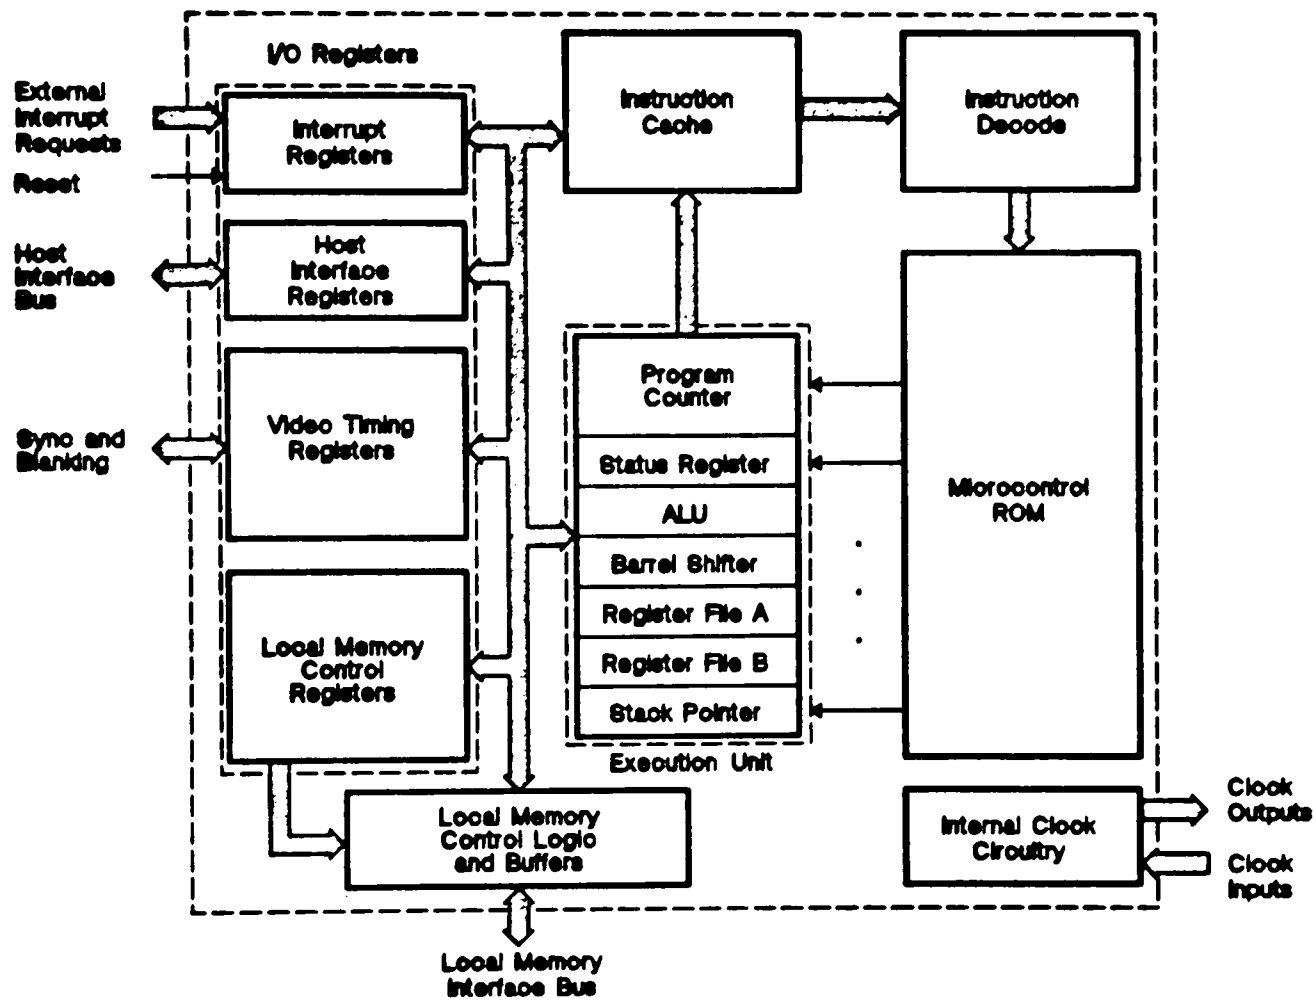 I/O Registers
External
Interrupt
Requests
Reset
Interrupt
Registers
Instruction
Cache
Instruction
Decode
Host
Interface
Bus
Host
Interface
Registers
Program
Counter
Sync and
Blanking
Video Timing
Registers
Status Register
ALU
Barrel Shifter
Register File A
Register File B
Stack Pointer
Execution Unit
Microcontrol
ROM
Local Memory
Control
Registers
Local Memory
Control Logic
and Buffers
Internal Clock
Circuitry
Clock
Outputs
Clock
Inputs
Local Memory
Interface Bus